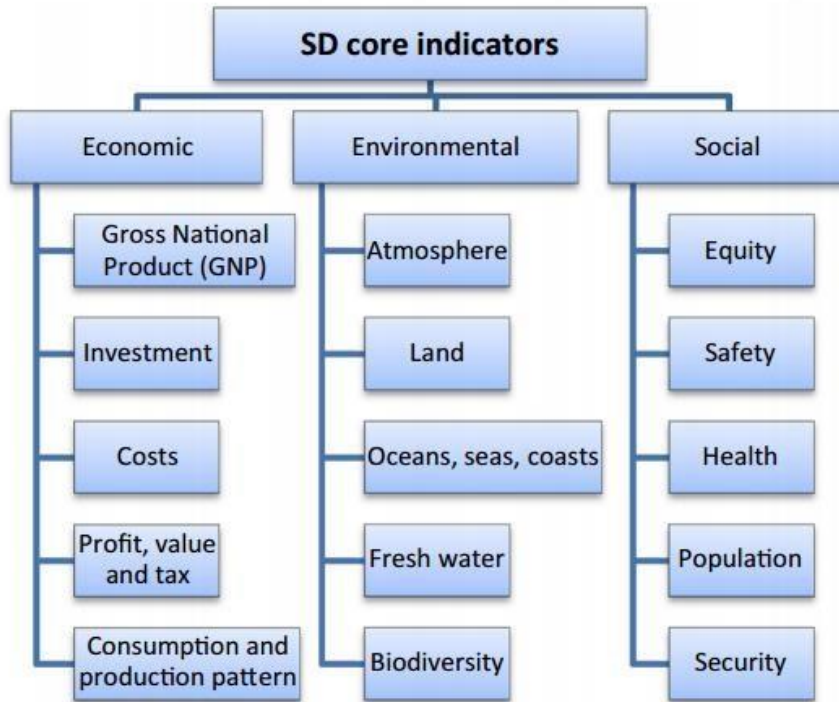 SD core indicators
Economic
Environmental
Social
Gross National
Product (GNP)
Investment
Costs
Profit, value
and tax
Consumption and
production pattern
Atmosphere
Land
Oceans, seas, coasts
Fresh water
Biodiversity
Equity
Safety
Health
Population
Security